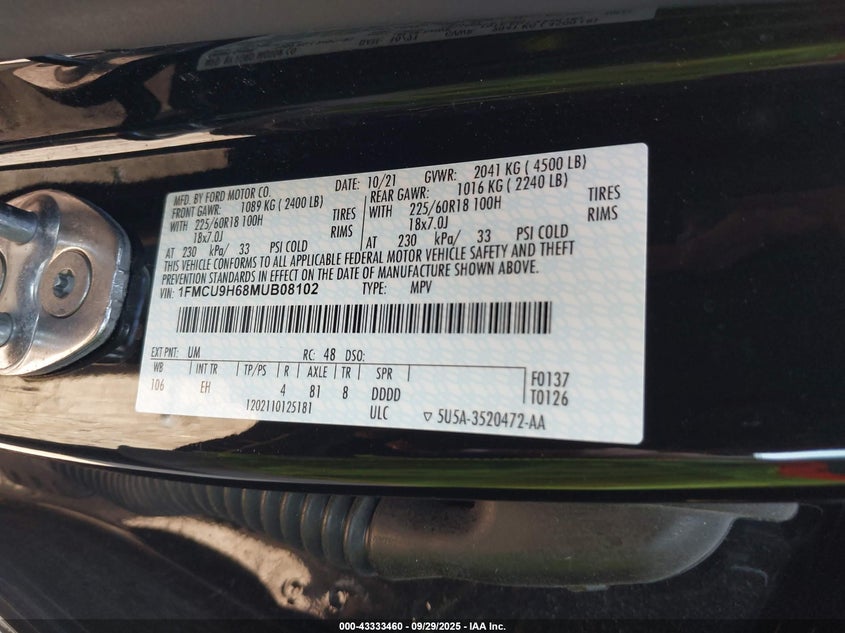 MFD. BY FORD MOTOR CO.
DATE: 10/21 GVWR: 2041 KG ( 4500 LB)
FRONT GAWR: 1089 KG ( 2400 LB)
REAR GAWR: 1016 KG ( 2240 LB)
WITH 225/60R18 100H TIRES
18x7.0J RIMS
WITH 225/60R18 100H TIRES
18x7.0J RIMS
AT 230 kPa/ 33 PSI COLD
AT 230 kPa/ 33 PSI COLD
THIS VEHICLE CONFORMS TO ALL APPLICABLE FEDERAL MOTOR VEHICLE SAFETY AND THEFT
PREVENTION STANDARDS IN EFFECT ON THE DATE OF MANUFACTURE SHOWN ABOVE.
VIN: 1FMCU9H68MUB08102 TYPE: MPV
EXT PNT: UM RC: 48 DSO:
WB INT TR TP/PS R AXLE TR SPR
106 EH 4 81 8 DDDD
F0137
T0126
1202110125181 ULC ▽ 5U5A-3520472-AA
000-43333460 - 09/29/2025 - IAA Inc.